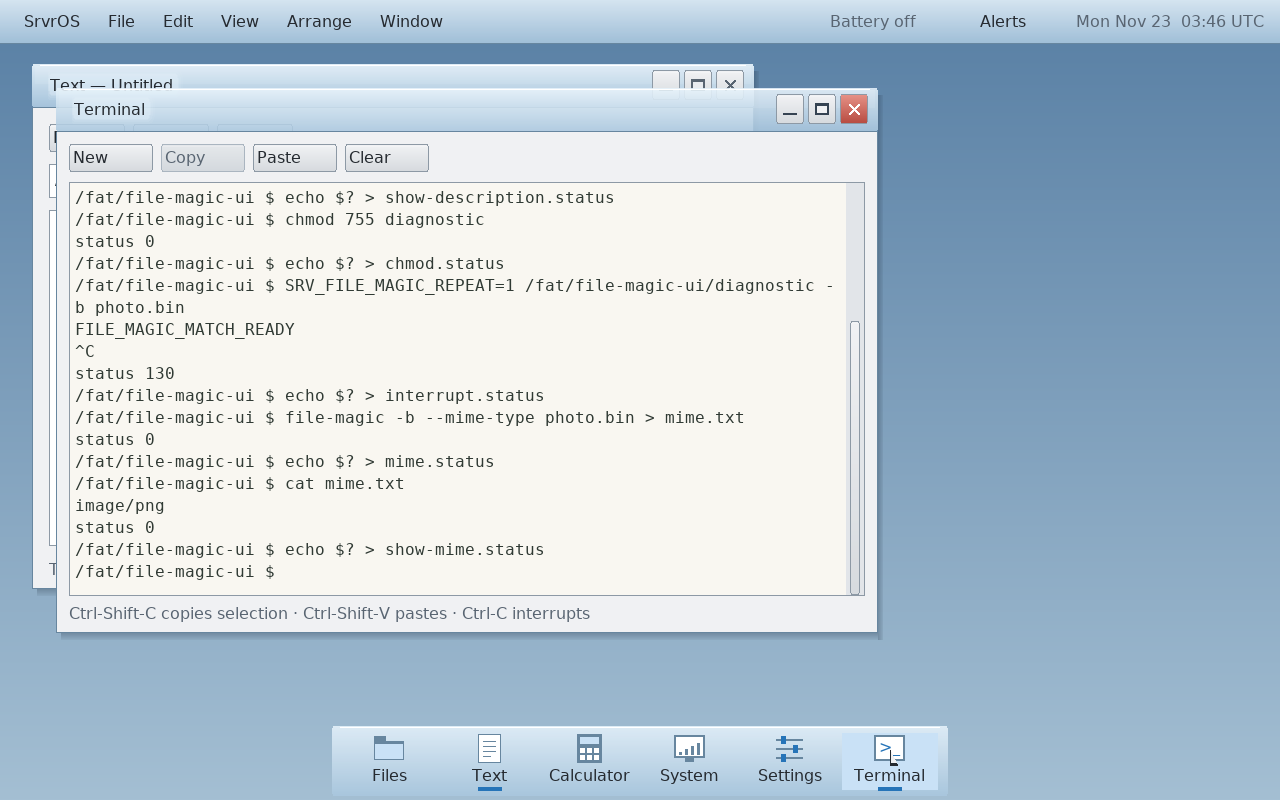 SrvrOS File Edit View Arrange Window Battery off Alerts Mon Nov 23 03:46 UTC
Text — Untitled
Terminal
New Copy Paste Clear
/fat/file-magic-ui $ echo $? > show-description.status
/fat/file-magic-ui $ chmod 755 diagnostic
status 0
/fat/file-magic-ui $ echo $? > chmod.status
/fat/file-magic-ui $ SRV_FILE_MAGIC_REPEAT=1 /fat/file-magic-ui/diagnostic -
b photo.bin
FILE_MAGIC_MATCH_READY
^C
status 130
/fat/file-magic-ui $ echo $? > interrupt.status
/fat/file-magic-ui $ file-magic -b --mime-type photo.bin > mime.txt
status 0
/fat/file-magic-ui $ echo $? > mime.status
/fat/file-magic-ui $ cat mime.txt
image/png
status 0
/fat/file-magic-ui $ echo $? > show-mime.status
/fat/file-magic-ui $
Ctrl-Shift-C copies selection · Ctrl-Shift-V pastes · Ctrl-C interrupts
Files Text Calculator System Settings Terminal